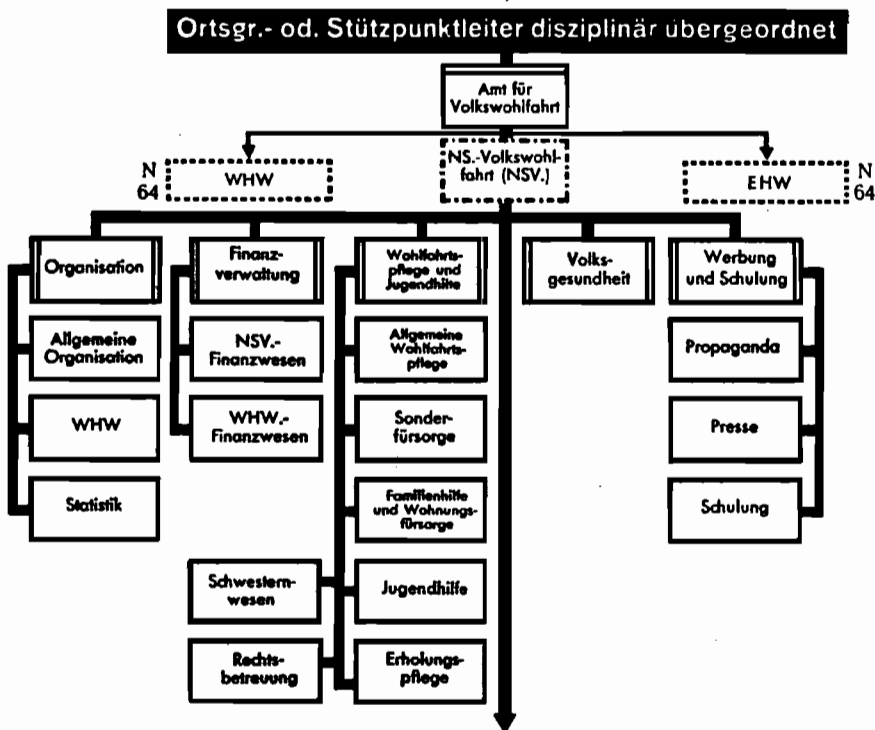 Ortsgr.- od. Stützpunktleiter disziplinär übergeordnet
Amt für
Volkswohlfahrt
N
64
WHW
NS.-Volkswohl-
fahrt (NSV.)
EHW
N
64
Organisation
Finanz-
verwaltung
Wohlfahrts-
pflege und
Jugendhilfe
Volks-
gesundheit
Werbung
und Schulung
Allgemeine
Organisation
NSV.-
Finanzwesen
Allgemeine
Wohlfahrts-
pflege
Propaganda
WHW
WHW.-
Finanzwesen
Sonder-
fürsorge
Presse
Statistik
Familienhilfe
und Wohnungs-
fürsorge
Schulung
Schwestern-
wesen
Jugendhilfe
Rechts-
betreuung
Erholungs-
pflege